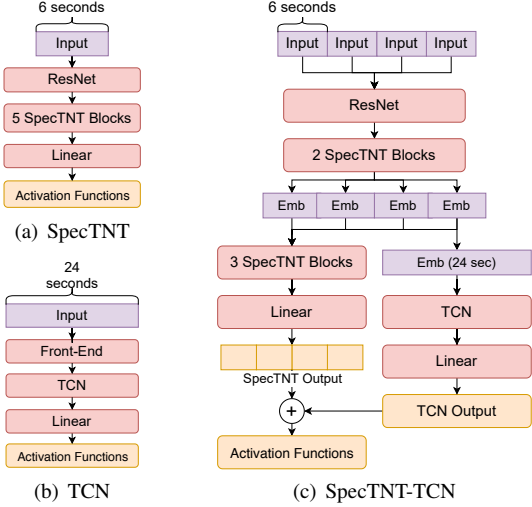 6 seconds
Input
ResNet
5 SpecTNT Blocks
Linear
Activation Functions
(a) SpecTNT
24
seconds
Input
Front-End
TCN
Linear
Activation Functions
(b) TCN
6 seconds
Input Input Input Input
ResNet
2 SpecTNT Blocks
Emb Emb Emb Emb
3 SpecTNT Blocks
Emb (24 sec)
Linear
TCN
SpecTNT Output
Linear
+
TCN Output
Activation Functions
(c) SpecTNT-TCN